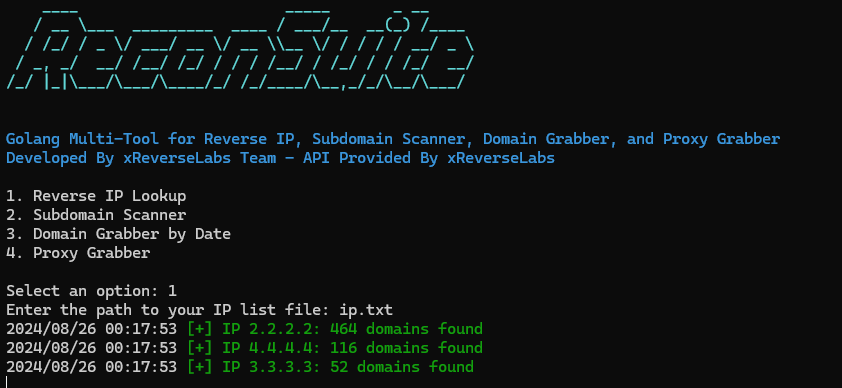 ReconSuite
Golang Multi-Tool for Reverse IP, Subdomain Scanner, Domain Grabber, and Proxy Grabber
Developed By xReverseLabs Team - API Provided By xReverseLabs
1. Reverse IP Lookup
2. Subdomain Scanner
3. Domain Grabber by Date
4. Proxy Grabber
Select an option: 1
Enter the path to your IP list file: ip.txt
2024/08/26 00:17:53 [+] IP 2.2.2.2: 464 domains found
2024/08/26 00:17:53 [+] IP 4.4.4.4: 116 domains found
2024/08/26 00:17:53 [+] IP 3.3.3.3: 52 domains found